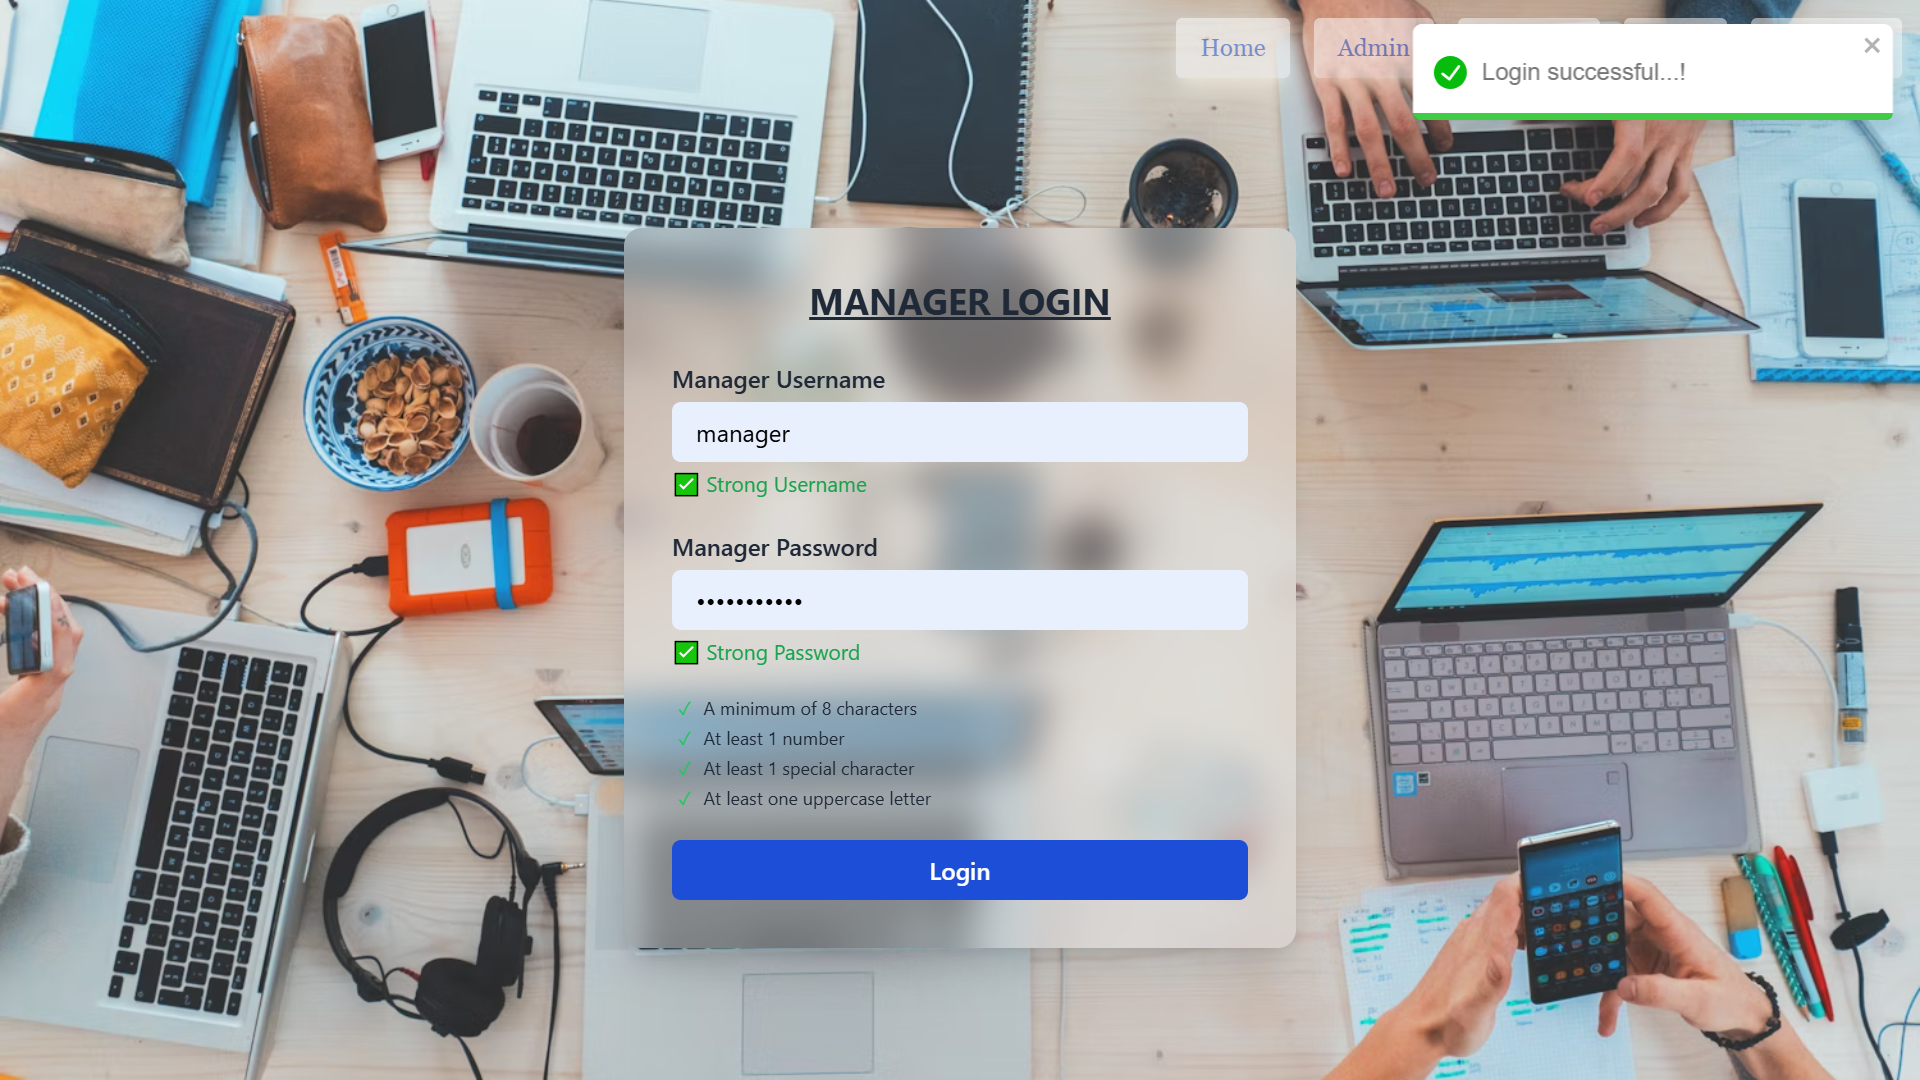 Home
Admin
Login successful...!
MANAGER LOGIN
Manager Username
manager
Strong Username
Manager Password
•••••••••••
Strong Password
✓ A minimum of 8 characters
✓ At least 1 number
✓ At least 1 special character
✓ At least one uppercase letter
Login